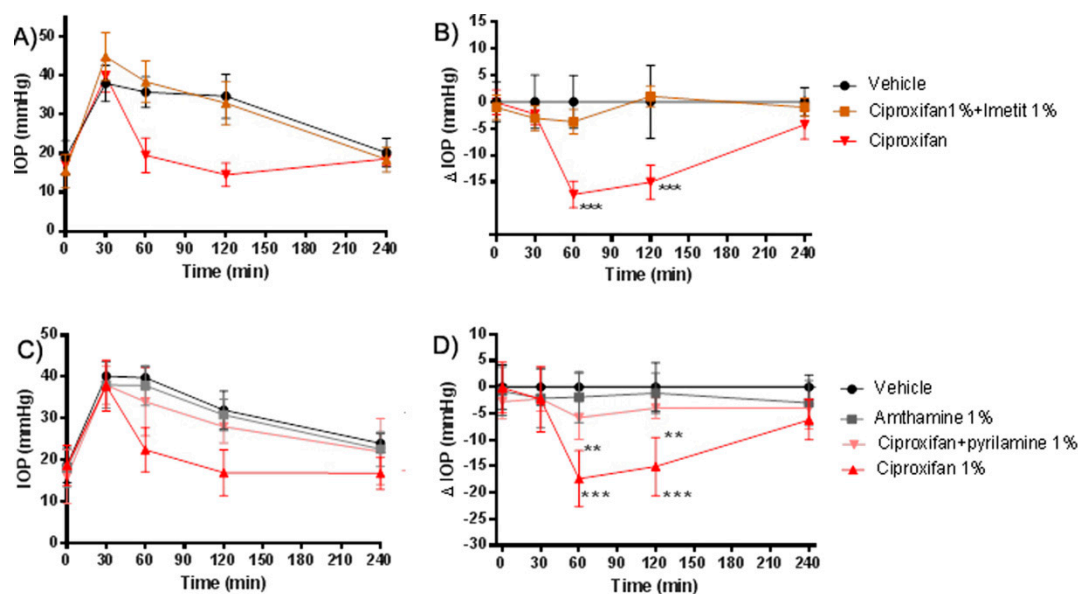 A)
IOP (mmHg)
50
40
30
20
10
0
0 30 60 90 120 150 180 210 240
Time (min)
B)
Δ IOP (mmHg)
15
10
5
0
-5
-10
-15
0 30 60 90 120 150 180 210 240
Time (min)
***
***
Vehicle
Ciproxifan1%+Imetit 1%
Ciproxifan
C)
IOP (mmHg)
50
40
30
20
10
0
0 30 60 90 120 150 180 210 240
Time (min)
D)
Δ IOP (mmHg)
10
5
0
-5
-10
-15
-20
-25
-30
0 30 60 90 120 150 180 210 240
Time (min)
**
**
***
***
Vehicle
Amthamine 1%
Ciproxifan+pyrilamine 1%
Ciproxifan 1%